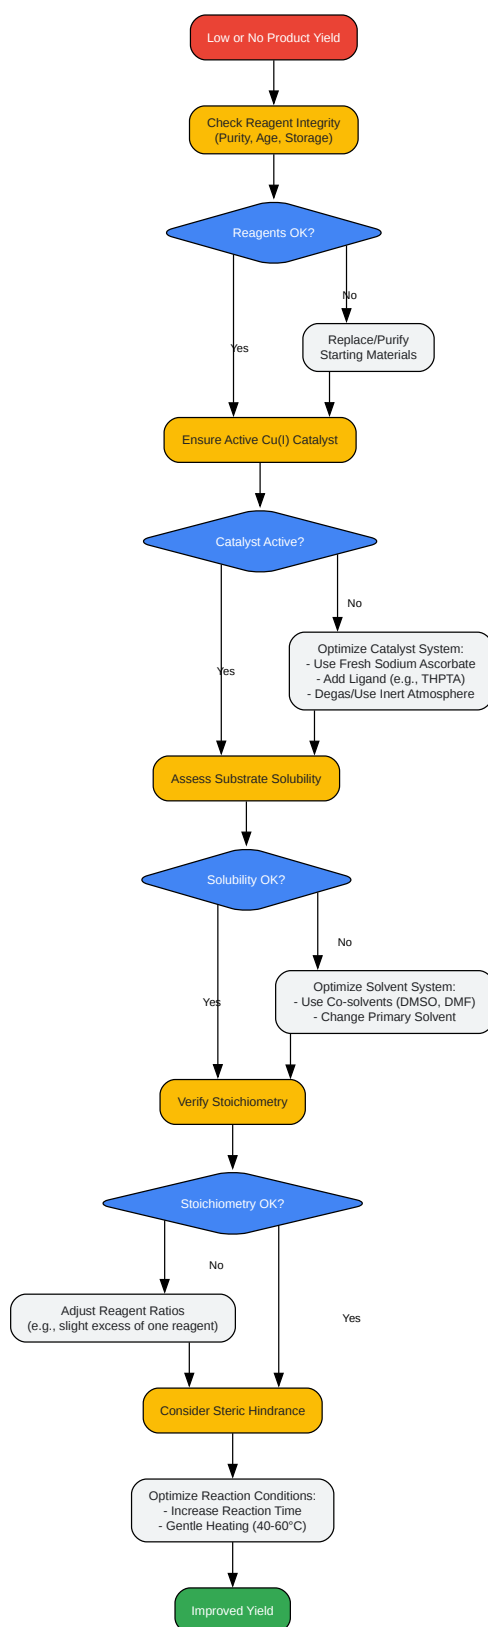 Low or No Product Yield
Check Reagent Integrity
(Purity, Age, Storage)
Reagents OK?
No
Yes
Replace/Purify
Starting Materials
Ensure Active Cu(I) Catalyst
Catalyst Active?
No
Yes
Optimize Catalyst System:
- Use Fresh Sodium Ascorbate
- Add Ligand (e.g., THPTA)
- Degas/Use Inert Atmosphere
Assess Substrate Solubility
Solubility OK?
No
Yes
Optimize Solvent System:
- Use Co-solvents (DMSO, DMF)
- Change Primary Solvent
Verify Stoichiometry
Stoichiometry OK?
No
Yes
Adjust Reagent Ratios
(e.g., slight excess of one reagent)
Consider Steric Hindrance
Optimize Reaction Conditions:
- Increase Reaction Time
- Gentle Heating (40-60°C)
Improved Yield